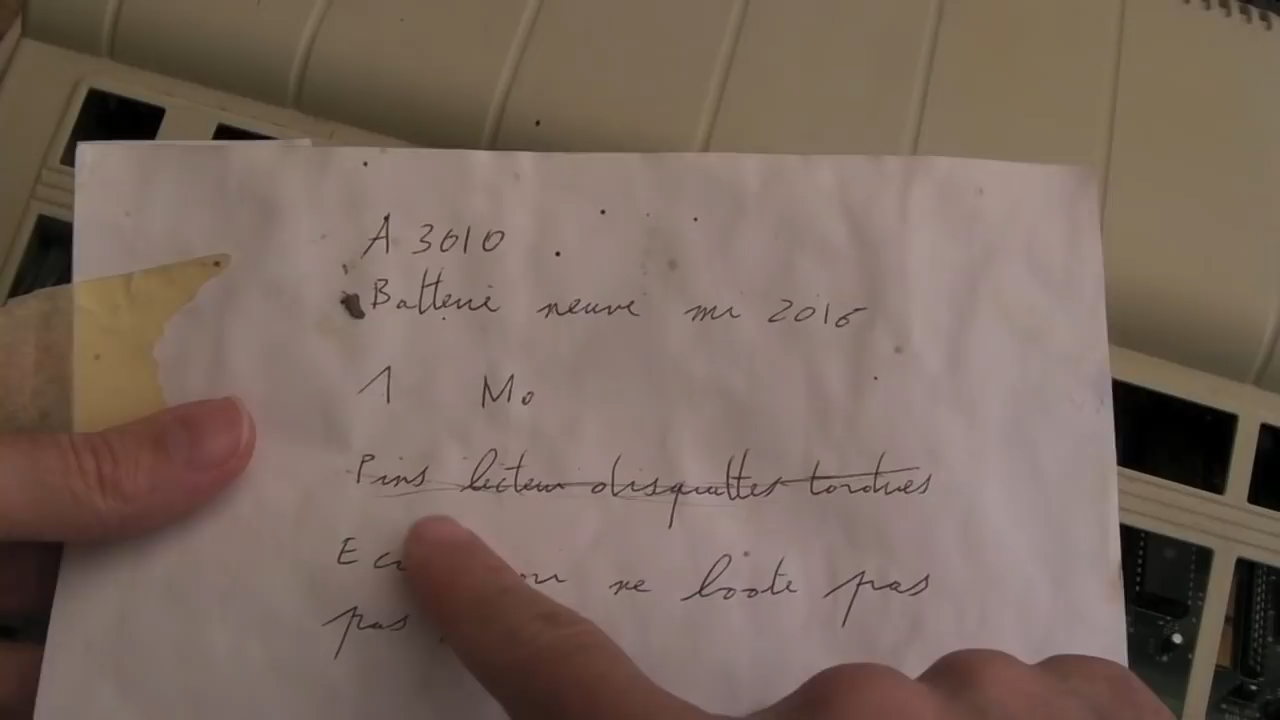 A 3010
Batterie neuve mi 2016
1 Mo
Pins lecteur disquettes tordues
ne boote pas
pas